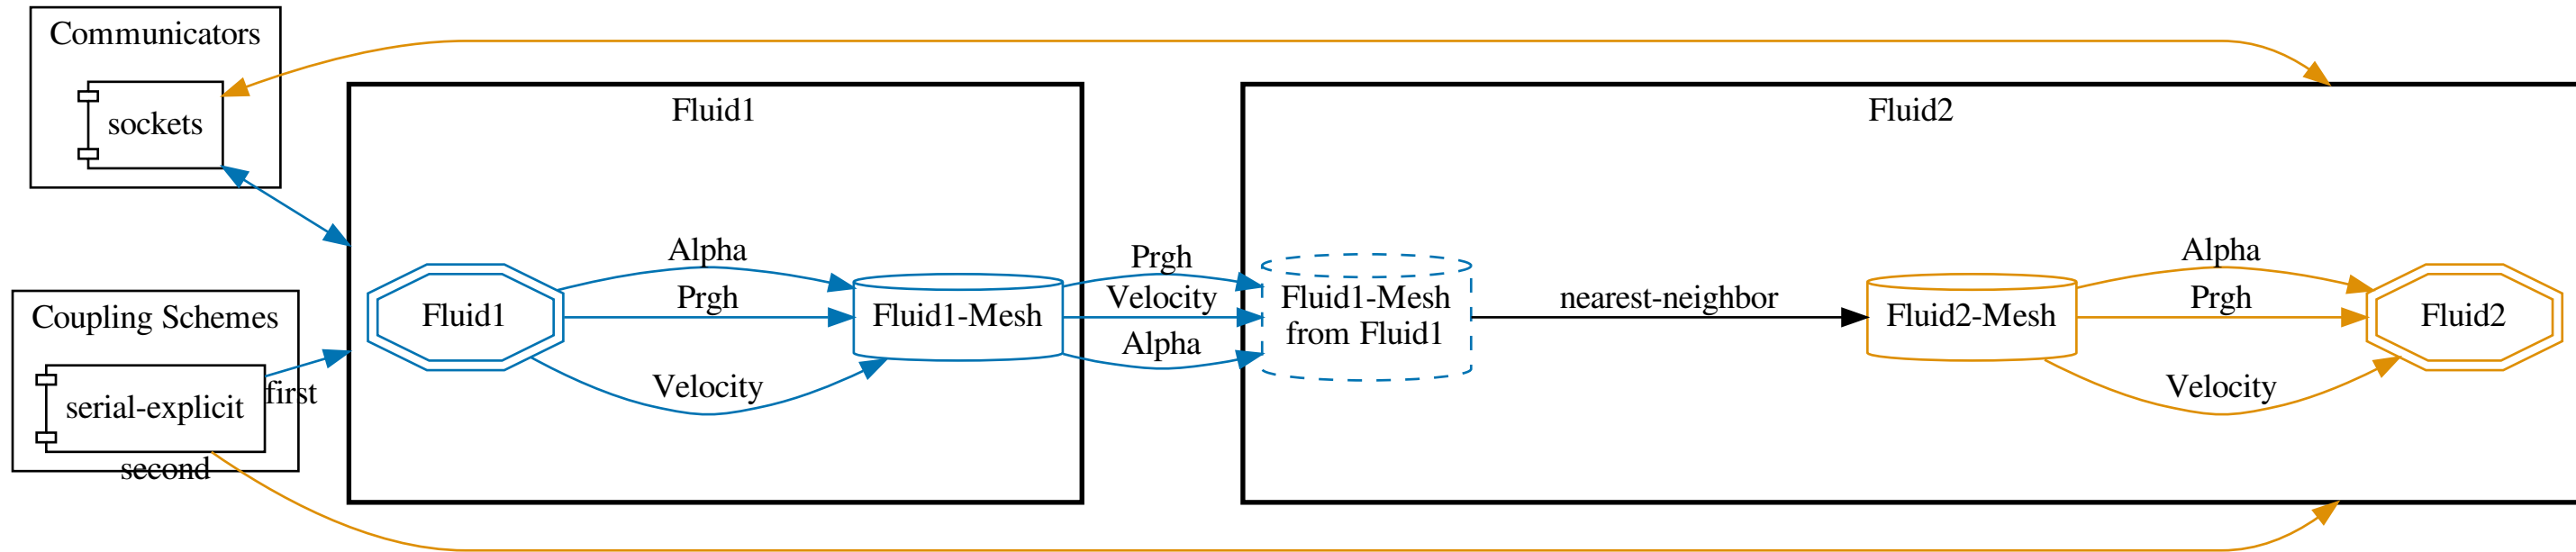 Communicators
sockets
Coupling Schemes
serial-explicit
first
second
Fluid1
Fluid1
Alpha
Prgh
Velocity
Fluid1-Mesh
Prgh
Velocity
Alpha
Fluid2
Fluid1-Mesh
from Fluid1
nearest-neighbor
Fluid2-Mesh
Alpha
Prgh
Velocity
Fluid2